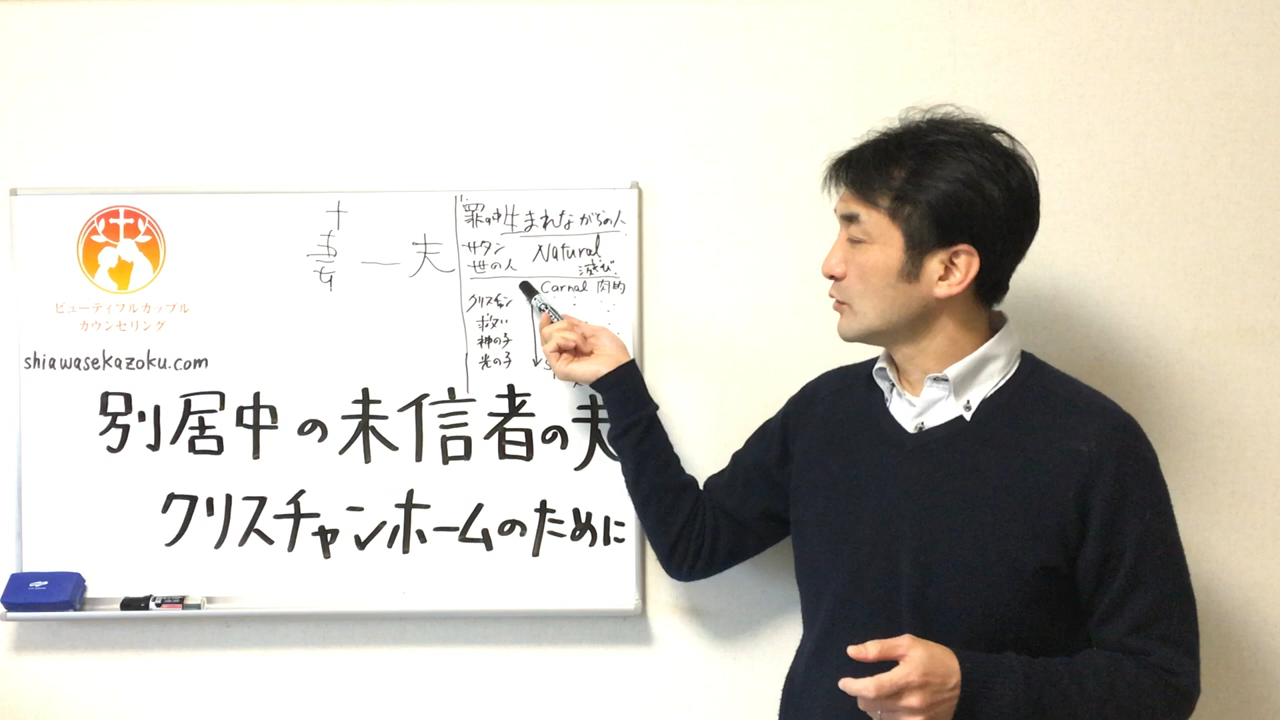 ビューティフルカップル
カウンセリング
shiawasekazoku.com
妻 ― 夫
罪の中 生まれながらの人
サタン Natural
世の人 滅び
Carnal 肉的
クリスチャン
救い
神の子
光の子
別居中の未信者の夫
クリスチャンホームのために